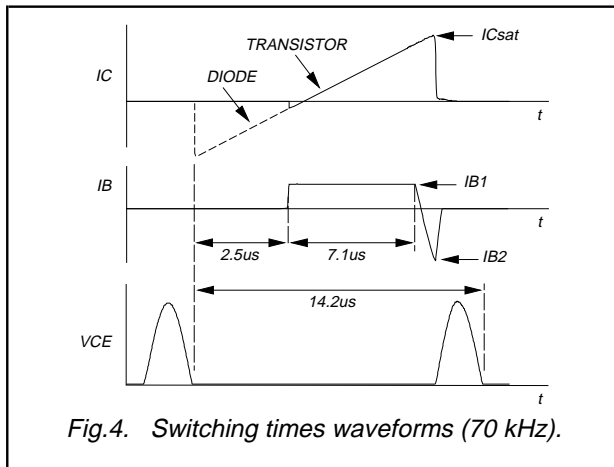 ICsat
TRANSISTOR
IC
DIODE
t
IB
IB1
t
2.5us
7.1us
IB2
14.2us
VCE
t
Fig.4. Switching times waveforms (70 kHz).